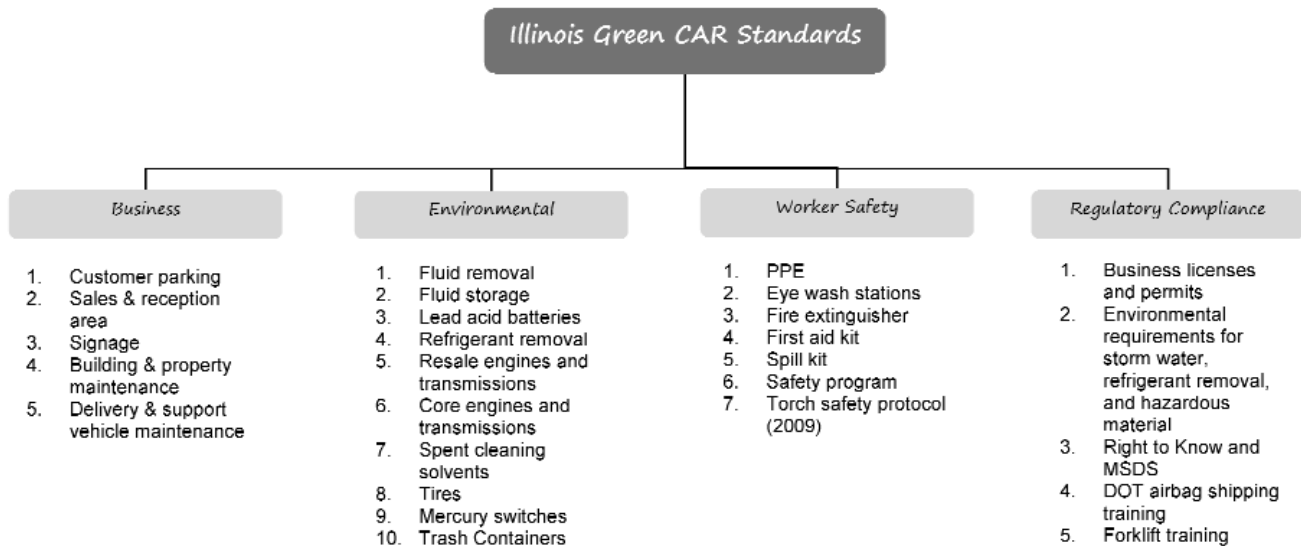 Illinois Green CAR Standards
Business
1. Customer parking
2. Sales & reception
area
3. Signage
4. Building & property
maintenance
5. Delivery & support
vehicle maintenance
Environmental
1. Fluid removal
2. Fluid storage
3. Lead acid batteries
4. Refrigerant removal
5. Resale engines and
transmissions
6. Core engines and
transmissions
7. Spent cleaning
solvents
8. Tires
9. Mercury switches
10. Trash Containers
Worker Safety
1. PPE
2. Eye wash stations
3. Fire extinguisher
4. First aid kit
5. Spill kit
6. Safety program
7. Torch safety protocol
(2009)
Regulatory Compliance
1. Business licenses
and permits
2. Environmental
requirements for
storm water,
refrigerant removal,
and hazardous
material
3. Right to Know and
MSDS
4. DOT airbag shipping
training
5. Forklift training